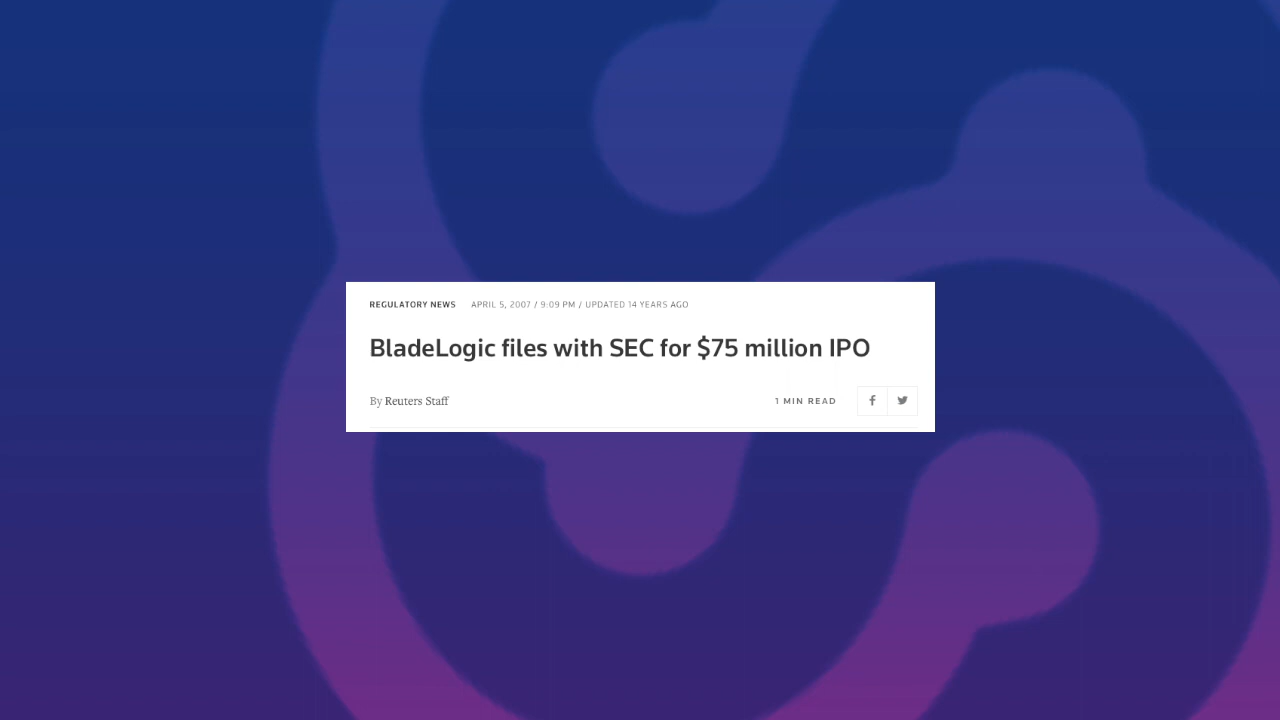 REGULATORY NEWS APRIL 5, 2007 / 9:09 PM / UPDATED 14 YEARS AGO
BladeLogic files with SEC for $75 million IPO
By Reuters Staff 1 MIN READ